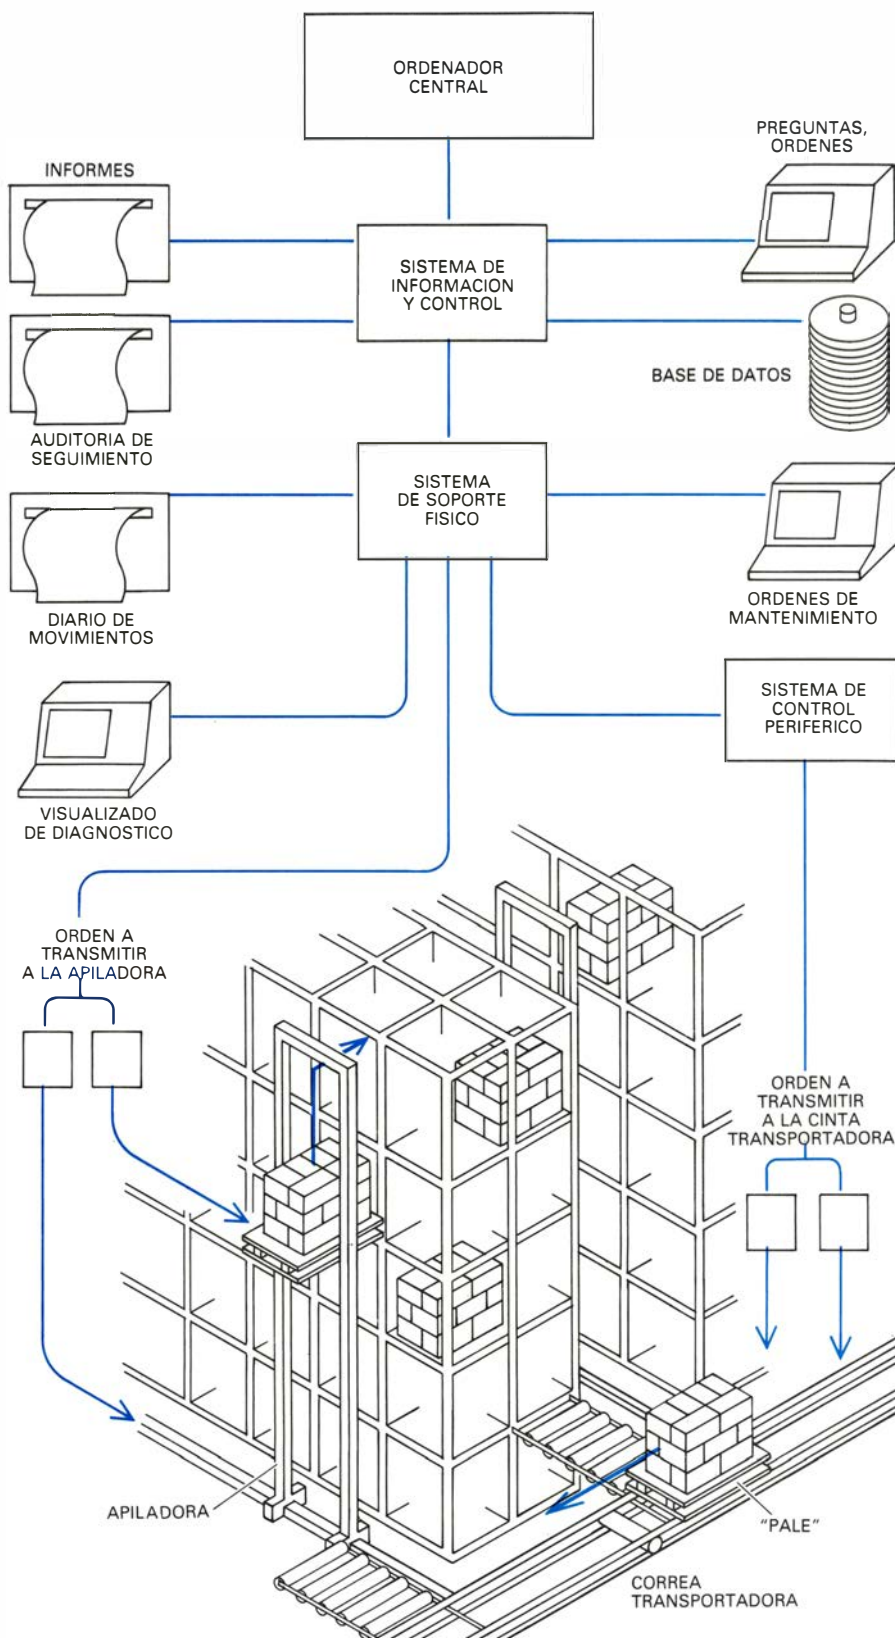 ORDENADOR
CENTRAL
PREGUNTAS,
ORDENES
INFORMES
SISTEMA DE
INFORMACION
Y CONTROL
BASE DE DATOS
AUDITORIA DE
SEGUIMIENTO
SISTEMA
DE SOPORTE
FISICO
DIARIO DE
MOVIMIENTOS
ORDENES DE
MANTENIMIENTO
SISTEMA DE
CONTROL
PERIFERICO
VISUALIZADO
DE DIAGNOSTICO
ORDEN A
TRANSMITIR
A LA APILADORA
ORDEN A
TRANSMITIR
A LA CINTA
TRANSPORTADORA
APILADORA
"PALE"
CORREA
TRANSPORTADORA